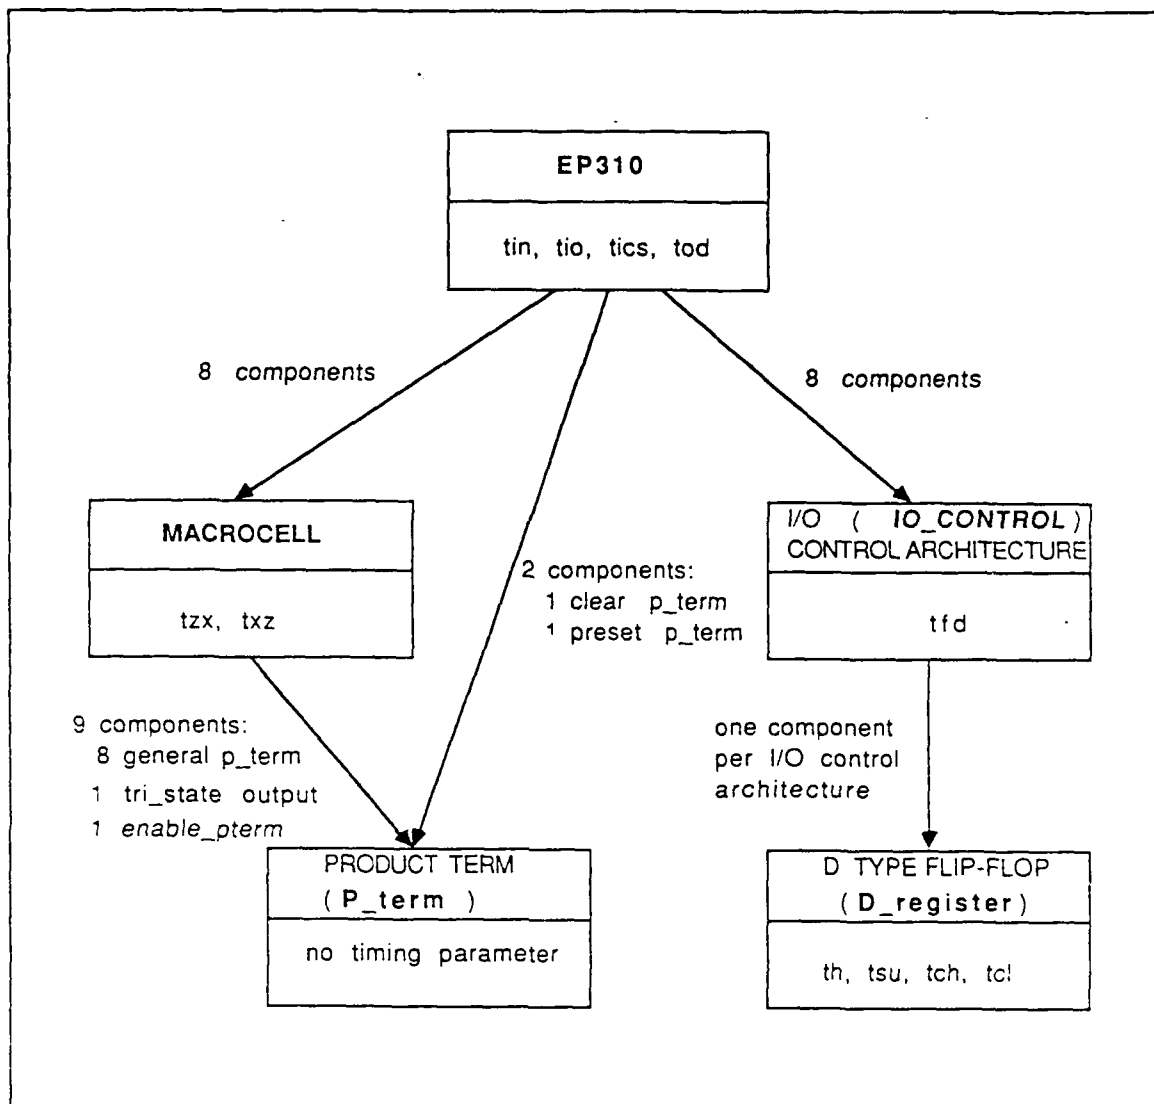 EP310
tin, tio, tics, tod
8 components
8 components
MACROCELL
tzx, txz
2 components:
1 clear p_term
1 preset p_term
I/O ( IO_CONTROL)
CONTROL ARCHITECTURE
tfd
9 components:
8 general p_term
1 tri_state output
1 enable_pterm
one component
per I/O control
architecture
PRODUCT TERM
(P_term )
no timing parameter
D TYPE FLIP-FLOP
(D_register)
th, tsu, tch, tcl